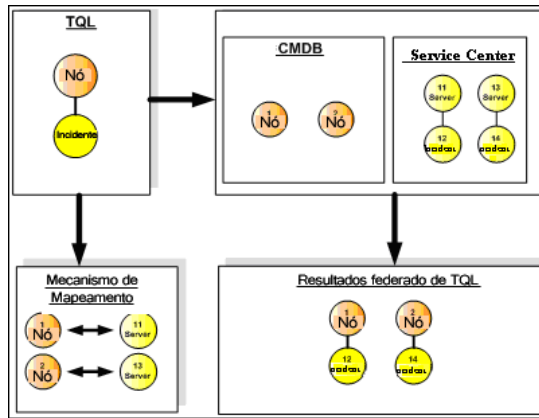 TQL
Nó
Incidente
CMDB
1
Nó
2
Nó
Service Center
11
Server
13
Server
12
14
Mecanismo de
Mapeamento
1
Nó
11
Server
2
Nó
13
Server
Resultados federado de TQL
1
Nó
2
Nó
12
14